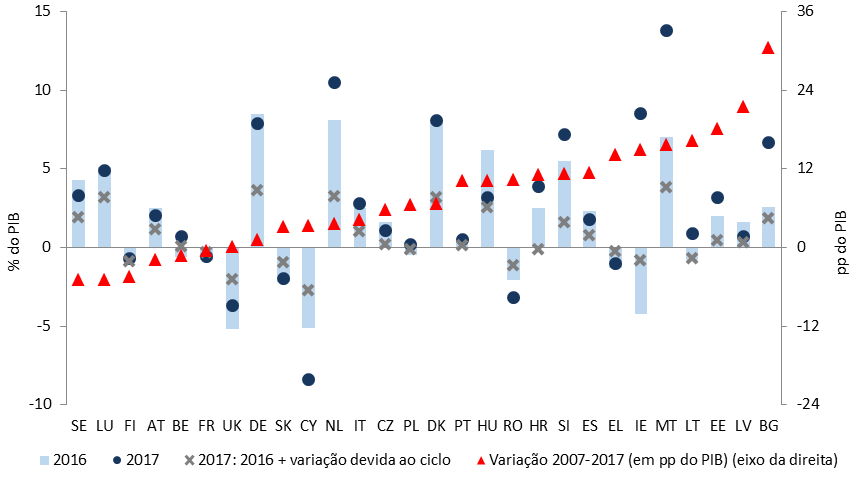 15 36
10 24
5 12
0 0
-5 -12
-10 -24
% do PIB
pp do PIB
SE LU FI AT BE FR UK DE SK CY NL IT CZ PL DK PT HU RO HR SI ES EL IE MT LT EE LV BG
2016 2017 2017: 2016 + variação devida ao ciclo Variação 2007-2017 (em pp do PIB) (eixo da direita)